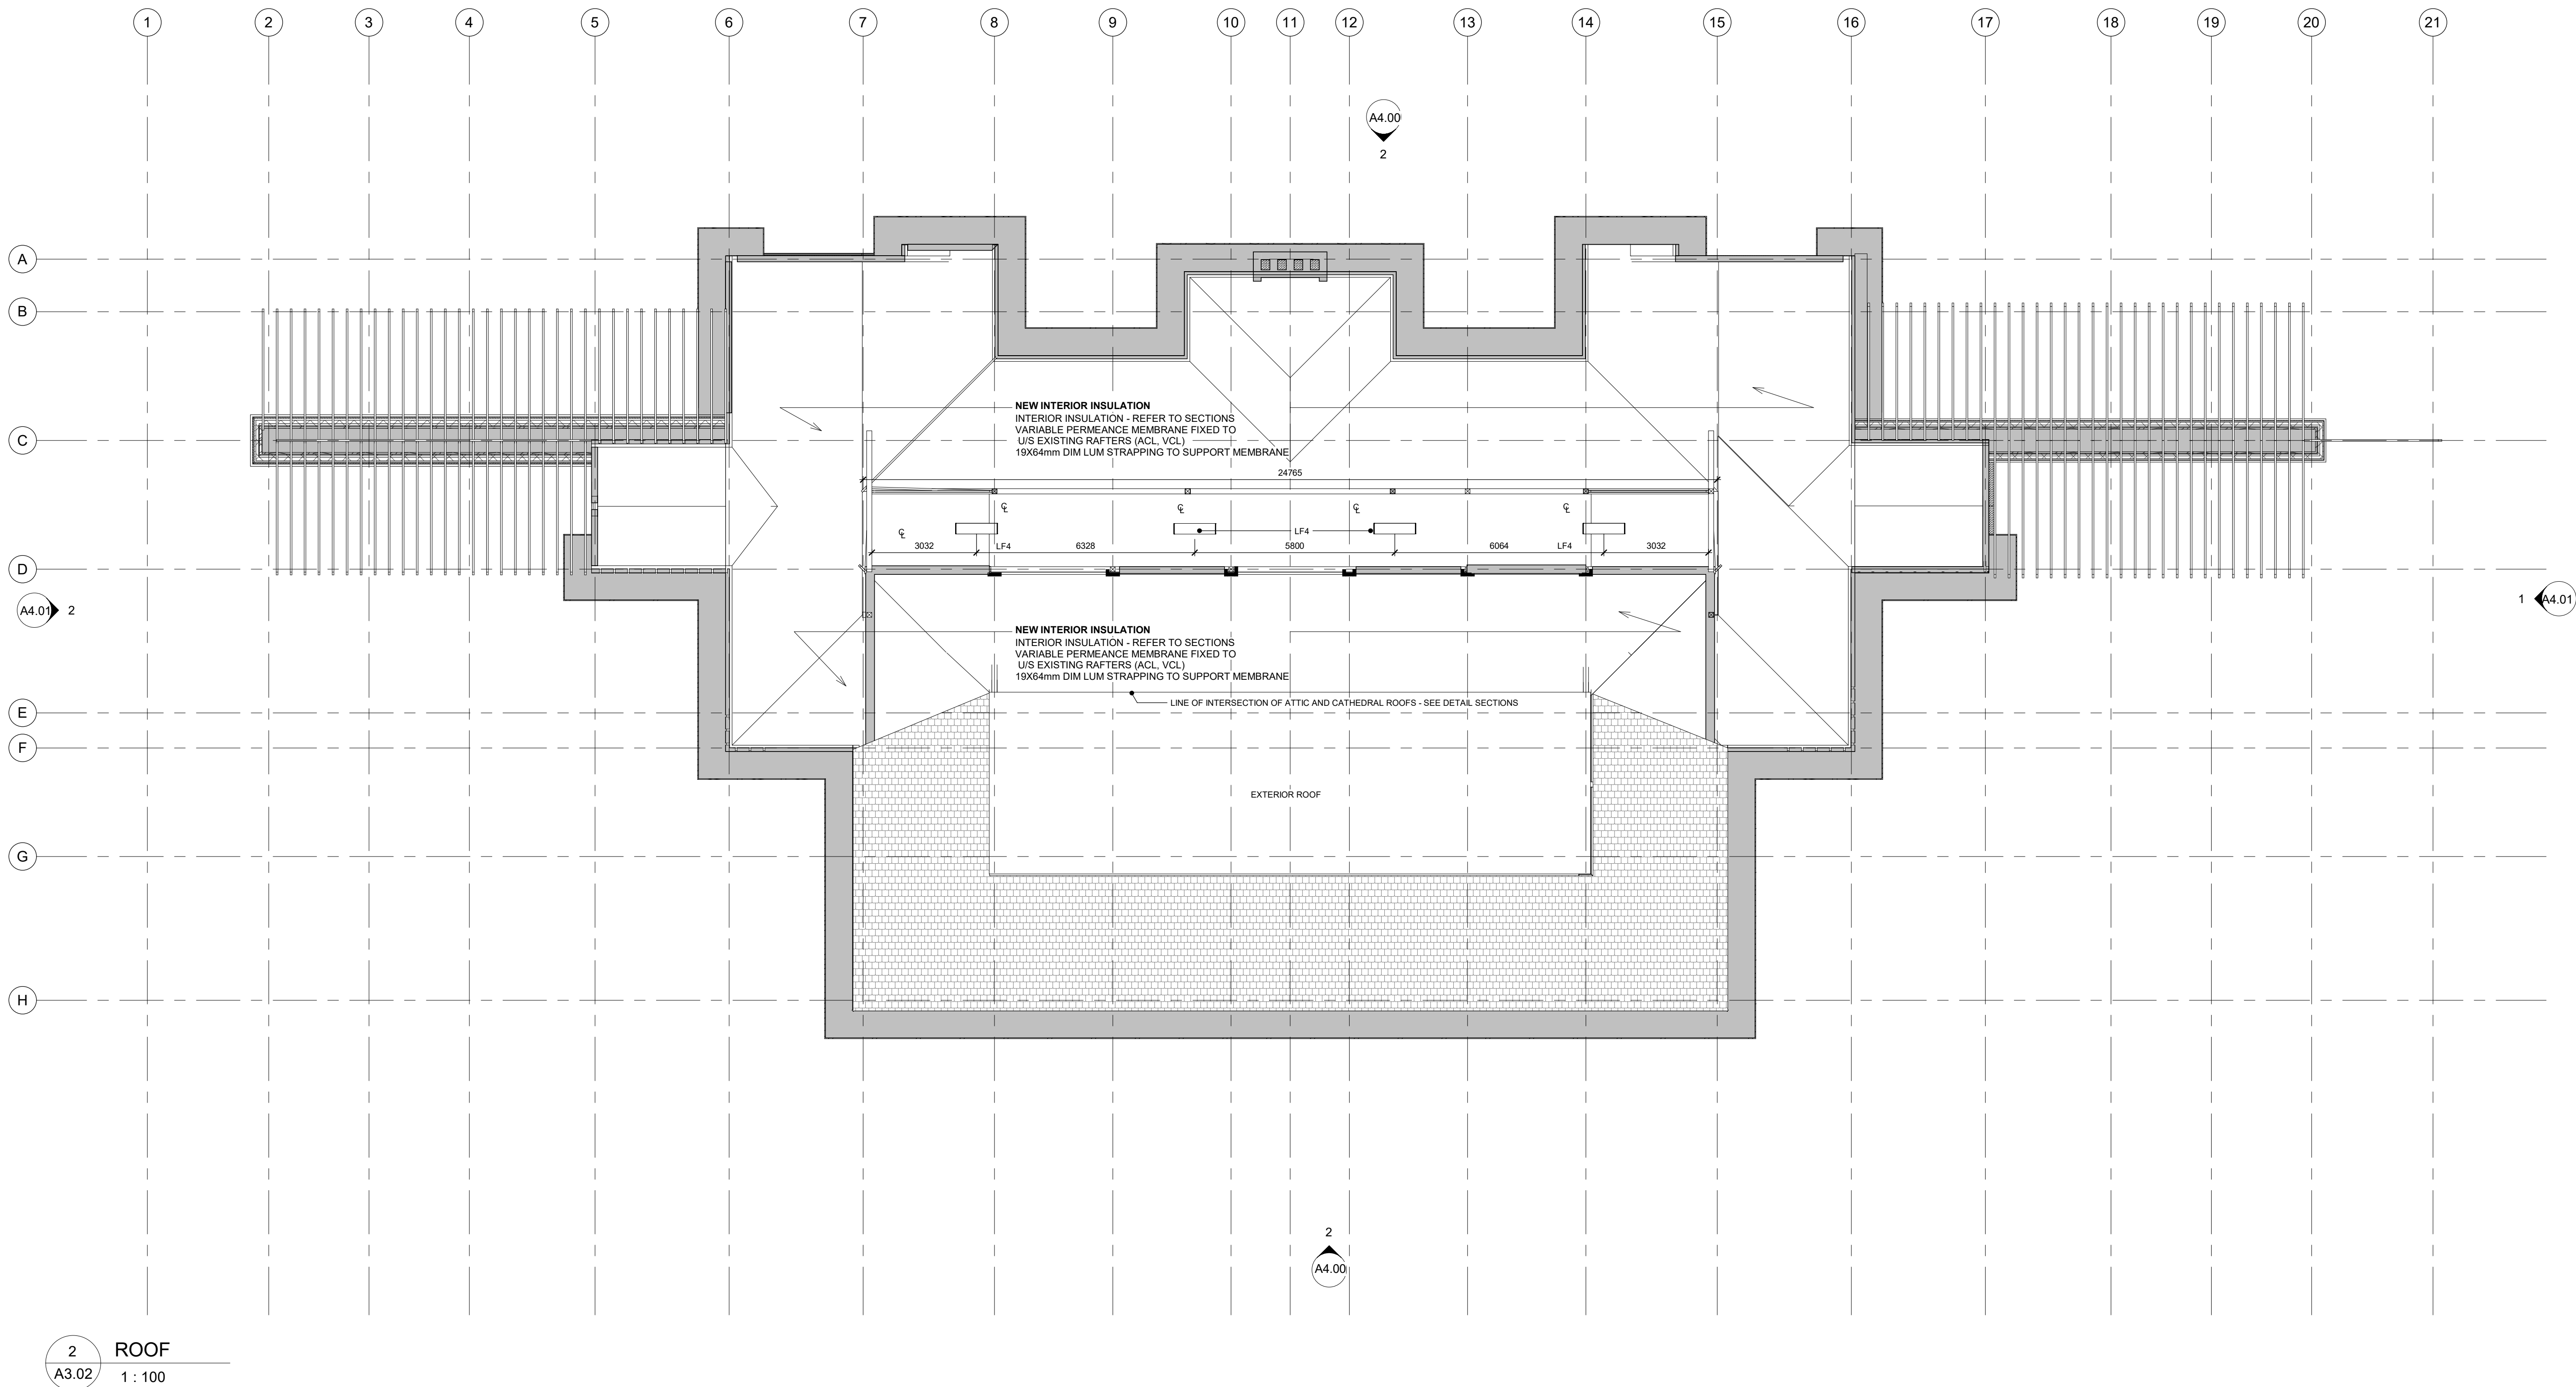 1 2 3 4 5 6 7 8 9 10 11 12 13 14 15 16 17 18 19 20 21
A4.00
2
A
B
C
NEW INTERIOR INSULATION
INTERIOR INSULATION - REFER TO SECTIONS
VARIABLE PERMEANCE MEMBRANE FIXED TO
U/S EXISTING RAFTERS (ACL, VCL)
19X64mm DIM LUM STRAPPING TO SUPPORT MEMBRANE
24765
℄ ℄ ℄ ℄
℄ LF4
3032 LF4 6328 5800 6064 LF4 3032
D
A4.01 2
1 A4.01
NEW INTERIOR INSULATION
INTERIOR INSULATION - REFER TO SECTIONS
VARIABLE PERMEANCE MEMBRANE FIXED TO
U/S EXISTING RAFTERS (ACL, VCL)
19X64mm DIM LUM STRAPPING TO SUPPORT MEMBRANE
LINE OF INTERSECTION OF ATTIC AND CATHEDRAL ROOFS - SEE DETAIL SECTIONS
E
F
EXTERIOR ROOF
G
H
2
A4.00
2 ROOF
A3.02 1 : 100